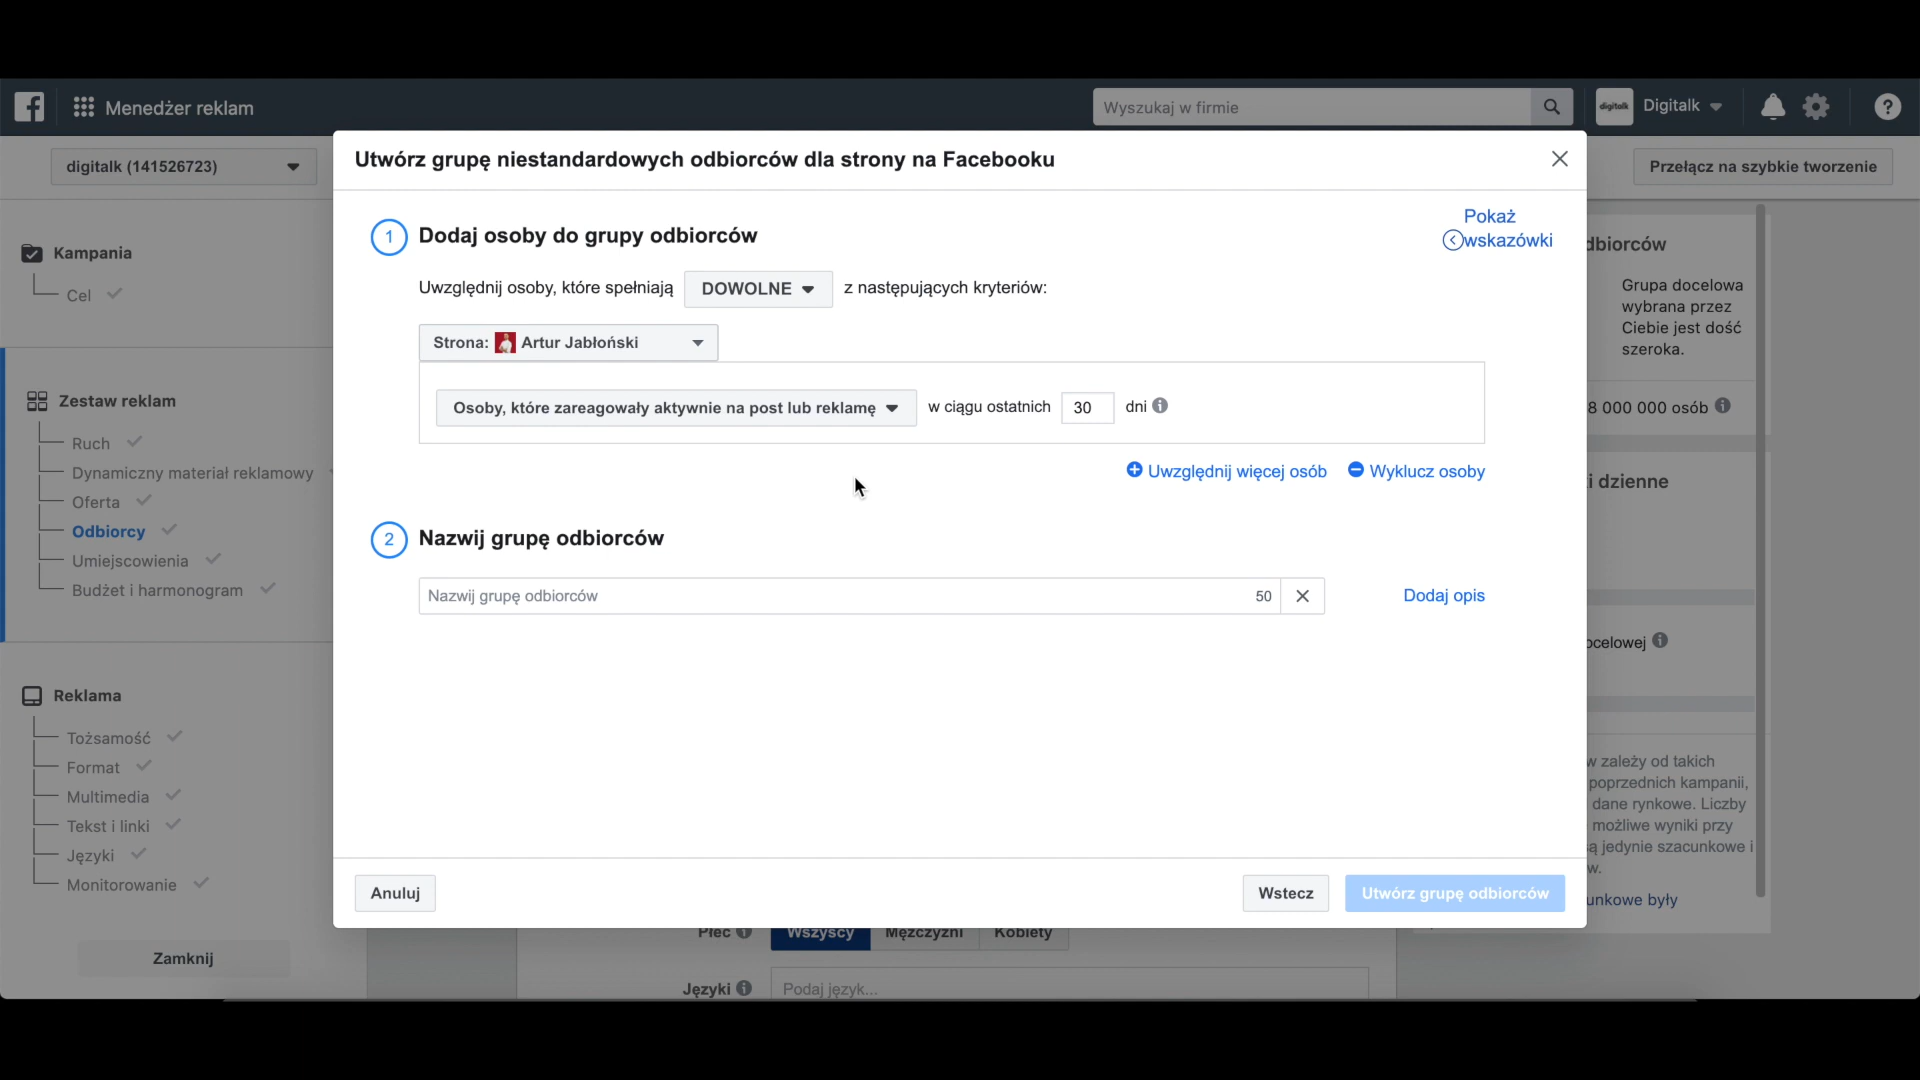 Menedżer reklam
Wyszukaj w firmie
digitalk
Digitalk
digitalk (141526723)
Przełącz na szybkie tworzenie
Utwórz grupę niestandardowych odbiorców dla strony na Facebooku
Kampania
Cel
Zestaw reklam
Ruch
Dynamiczny materiał reklamowy
Oferta
Odbiorcy
Umiejscowienia
Budżet i harmonogram
Reklama
Tożsamość
Format
Multimedia
Tekst i linki
Języki
Monitorowanie
Zamknij
1 Dodaj osoby do grupy odbiorców
Pokaż
wskazówki
Uwzględnij osoby, które spełniają DOWOLNE z następujących kryteriów:
Strona: Artur Jabłoński
Osoby, które zareagowały aktywnie na post lub reklamę w ciągu ostatnich 30 dni
Uwzględnij więcej osób Wyklucz osoby
2 Nazwij grupę odbiorców
Nazwij grupę odbiorców 50
Dodaj opis
Anuluj
Wstecz
Utwórz grupę odbiorców
Płeć Wszyscy Mężczyźni Kobiety
Języki Podaj język...
dbiorców
Grupa docelowa
wybrana przez
Ciebie jest dość
szeroka.
8 000 000 osób
i dzienne
ocelowej
w zależy od takich
poprzednich kampanii,
dane rynkowe. Liczby
możliwe wyniki przy
są jedynie szacunkowe i
w.
unkowe były